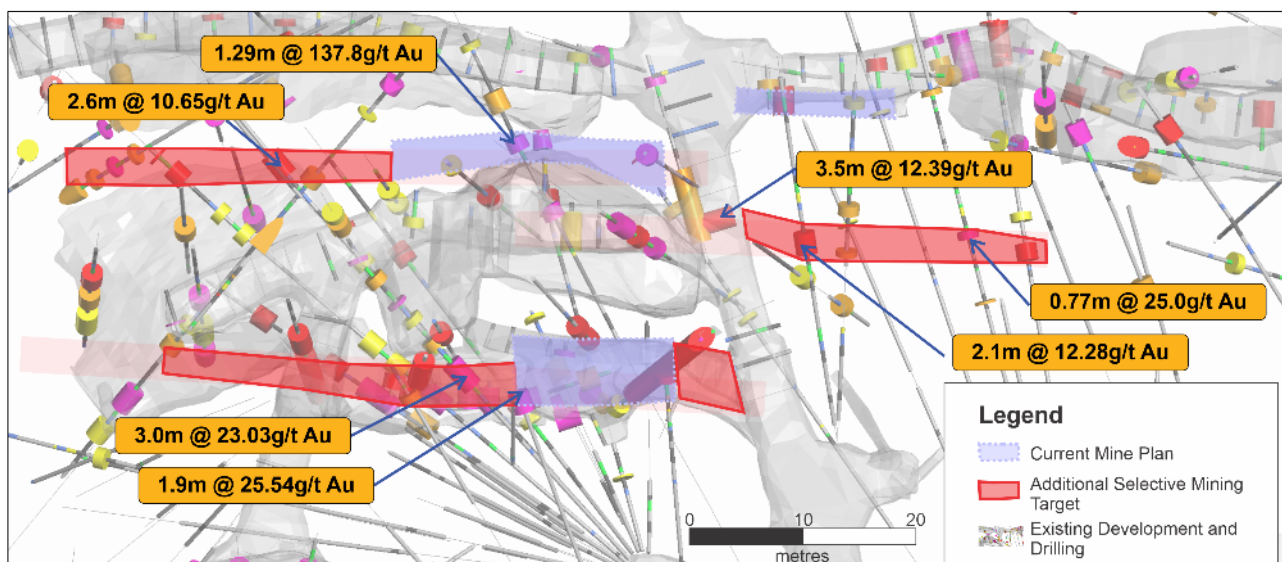 1.29m @ 137.8g/t Au
2.6m @ 10.65g/t Au
3.5m @ 12.39g/t Au
0.77m @ 25.0g/t Au
2.1m @ 12.28g/t Au
3.0m @ 23.03g/t Au
1.9m @ 25.54g/t Au
Legend
Current Mine Plan
Additional Selective Mining
Target
Existing Development and
Drilling
0 10 20
metres